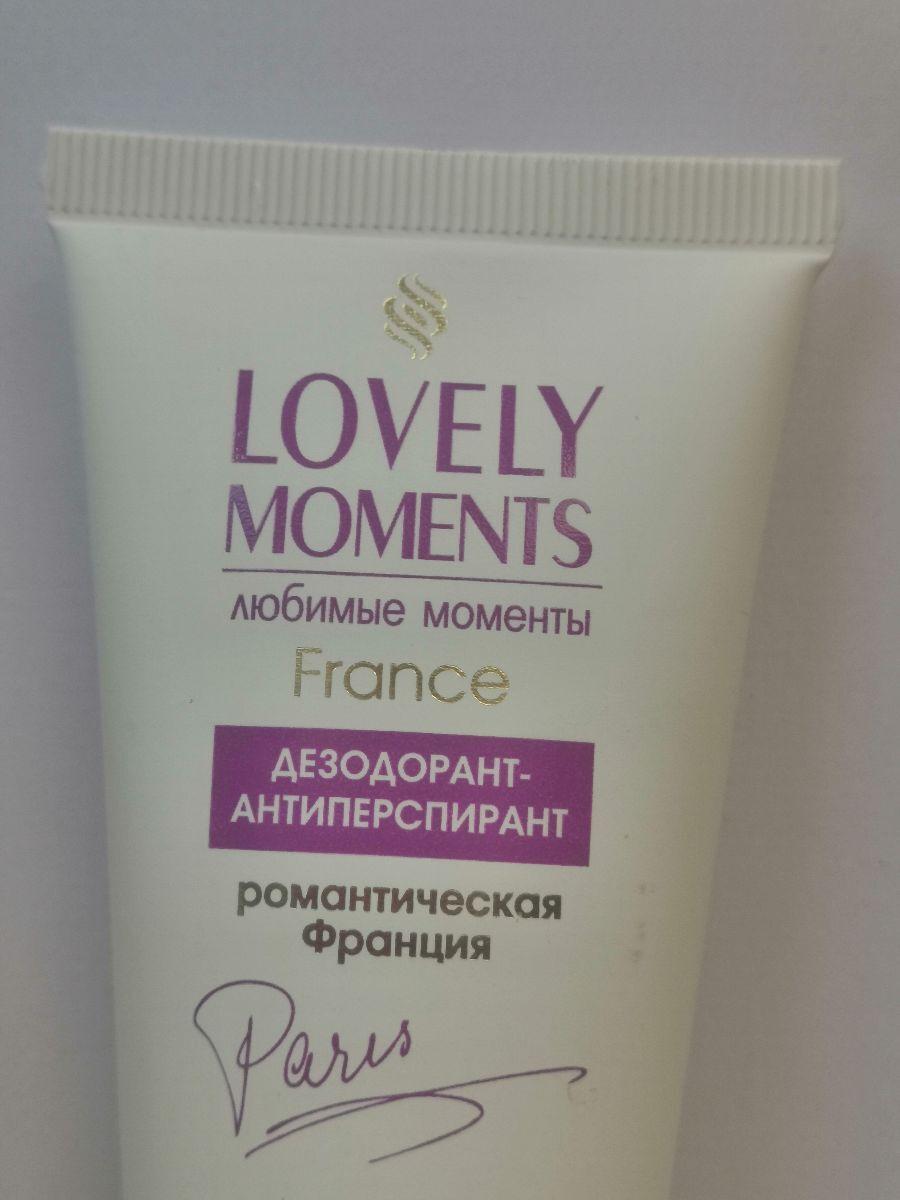 LOVELY
MOMENTS
любимые моменты
France
ДЕЗОДОРАНТ-
АНТИПЕРСПИРАНТ
романтическая
Франция
Paris